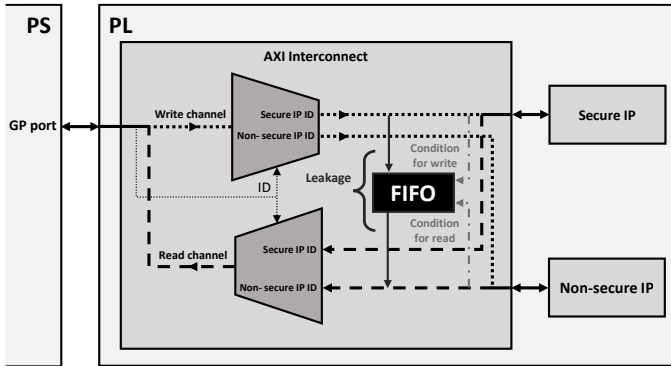 PS
PL
AXI Interconnect
Write channel
Secure IP ID
Non- secure IP ID
GP port
Secure IP
Condition
for write
Leakage
ID
FIFO
Condition
for read
Secure IP ID
Read channel
Non- secure IP ID
Non-secure IP